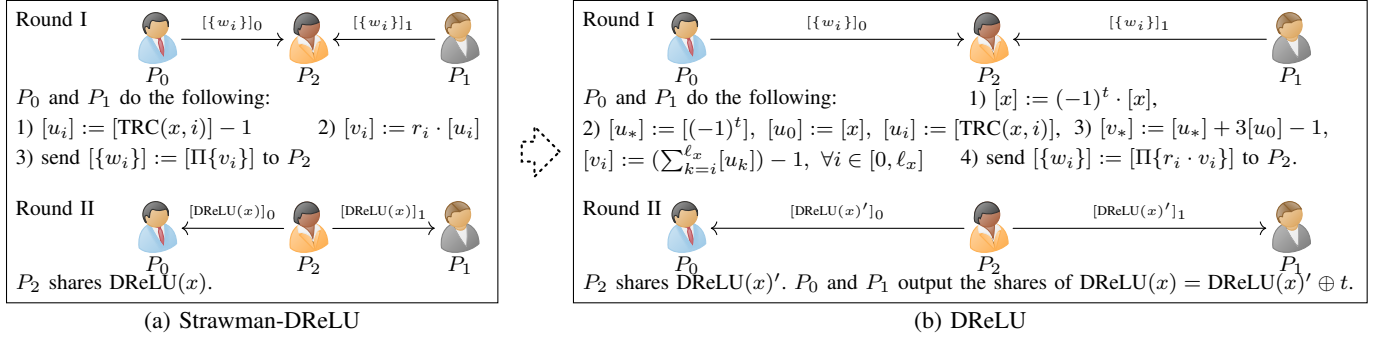 Round I
[{w_i}]_0
[{w_i}]_1
P_0
P_2
P_1
P_0 and P_1 do the following:
1) [u_i] := [TRC(x, i)] − 1
2) [v_i] := r_i · [u_i]
3) send [{w_i}] := [Π{v_i}] to P_2
Round II
[DReLU(x)]_0
[DReLU(x)]_1
P_0
P_2
P_1
P_2 shares DReLU(x).
(a) Strawman-DReLU
Round I
[{w_i}]_0
[{w_i}]_1
P_0
P_2
P_1
P_0 and P_1 do the following:
1) [x] := (−1)^t · [x],
2) [u_*] := [(−1)^t], [u_0] := [x], [u_i] := [TRC(x, i)], 3) [v_*] := [u_*] + 3[u_0] − 1,
[v_i] := (∑_{k=i}^{ℓ_x}[u_k]) − 1, ∀i ∈ [0, ℓ_x]
4) send [{w_i}] := [Π{r_i · v_i}] to P_2.
Round II
[DReLU(x)′]_0
[DReLU(x)′]_1
P_0
P_2
P_1
P_2 shares DReLU(x)′. P_0 and P_1 output the shares of DReLU(x) = DReLU(x)′ ⊕ t.
(b) DReLU